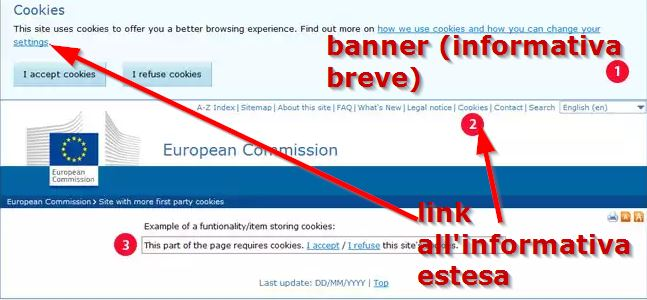 Cookies
This site uses cookies to offer you a better browsing experience. Find out more on how we use cookies and how you can change your
settings.
I accept cookies I refuse cookies
banner (informativa
breve)
1
A-Z Index | Sitemap | About this site | FAQ | What's New | Legal notice | Cookies | Contact | Search English (en)
2
European Commission
European
Commission
European Commission > Site with more first party cookies
Example of a funtionality/item storing cookies:
3 This part of the page requires cookies. I accept / I refuse this site's cookies.
link
all'informativa
estesa
Last update: DD/MM/YYYY | Top